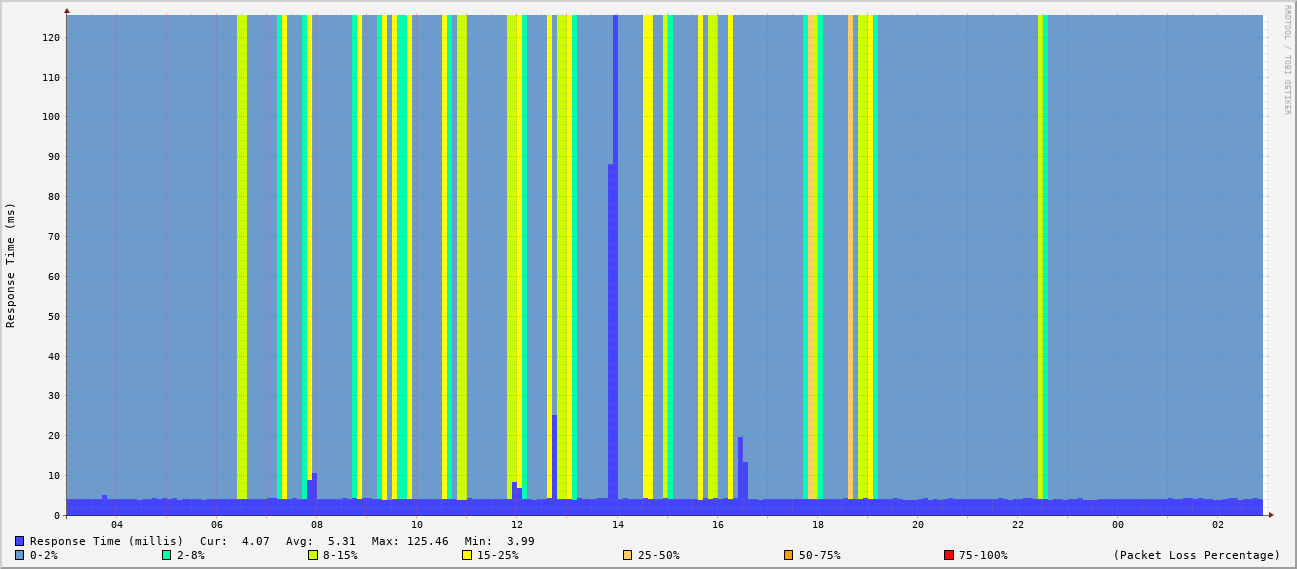 RRDTOOL / TOBI OETIKER
Response Time (ms)
120
110
100
90
80
70
60
50
40
30
20
10
0
04 06 08 10 12 14 16 18 20 22 00 02
Response Time (millis) Cur: 4.07 Avg: 5.31 Max: 125.46 Min: 3.99
0-2% 2-8% 8-15% 15-25% 25-50% 50-75% 75-100% (Packet Loss Percentage)